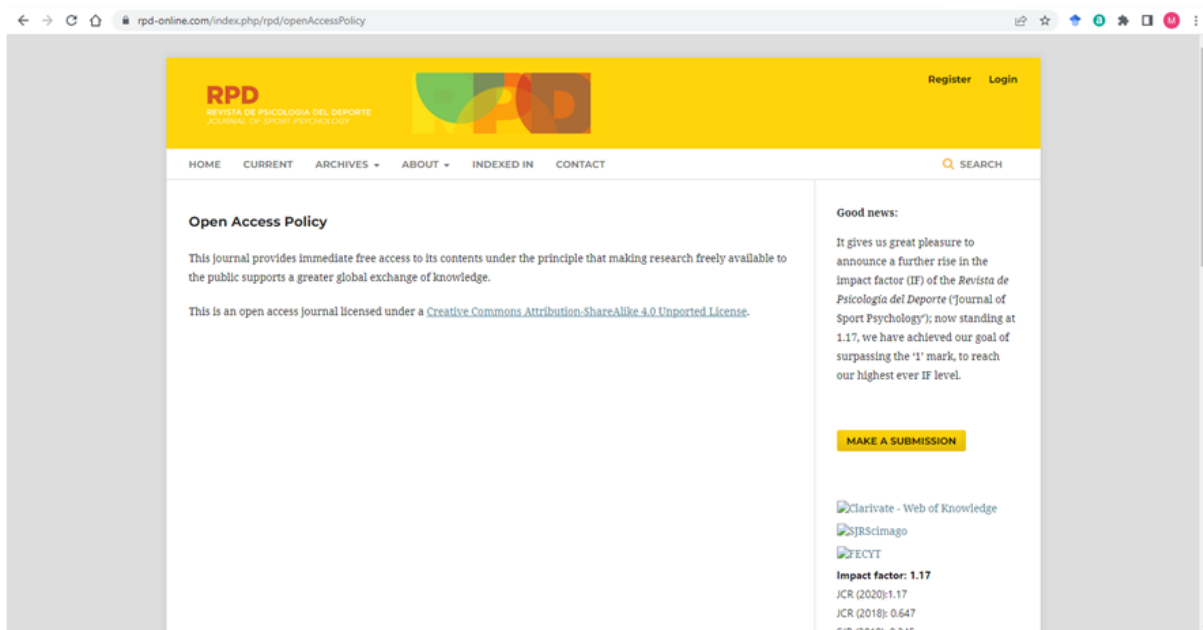 rpd-online.com/index.php/rpd/openAccessPolicy
M
Register Login
RPD
REVISTA DE PSICOLOGIA DEL DEPORTE
JOURNAL OF SPORT PSYCHOLOGY
RPD
HOME CURRENT ARCHIVES ABOUT INDEXED IN CONTACT SEARCH
Open Access Policy
This journal provides immediate free access to its contents under the principle that making research freely available to
the public supports a greater global exchange of knowledge.
This is an open access journal licensed under a Creative Commons Attribution-ShareAlike 4.0 Unported License.
Good news:
It gives us great pleasure to
announce a further rise in the
impact factor (IF) of the Revista de
Psicología del Deporte ('Journal of
Sport Psychology'); now standing at
1.17, we have achieved our goal of
surpassing the '1' mark, to reach
our highest ever IF level.
MAKE A SUBMISSION
Clarivate - Web of Knowledge
SJRScimago
FECYT
Impact factor: 1.17
JCR (2020):1.17
JCR (2018): 0.647